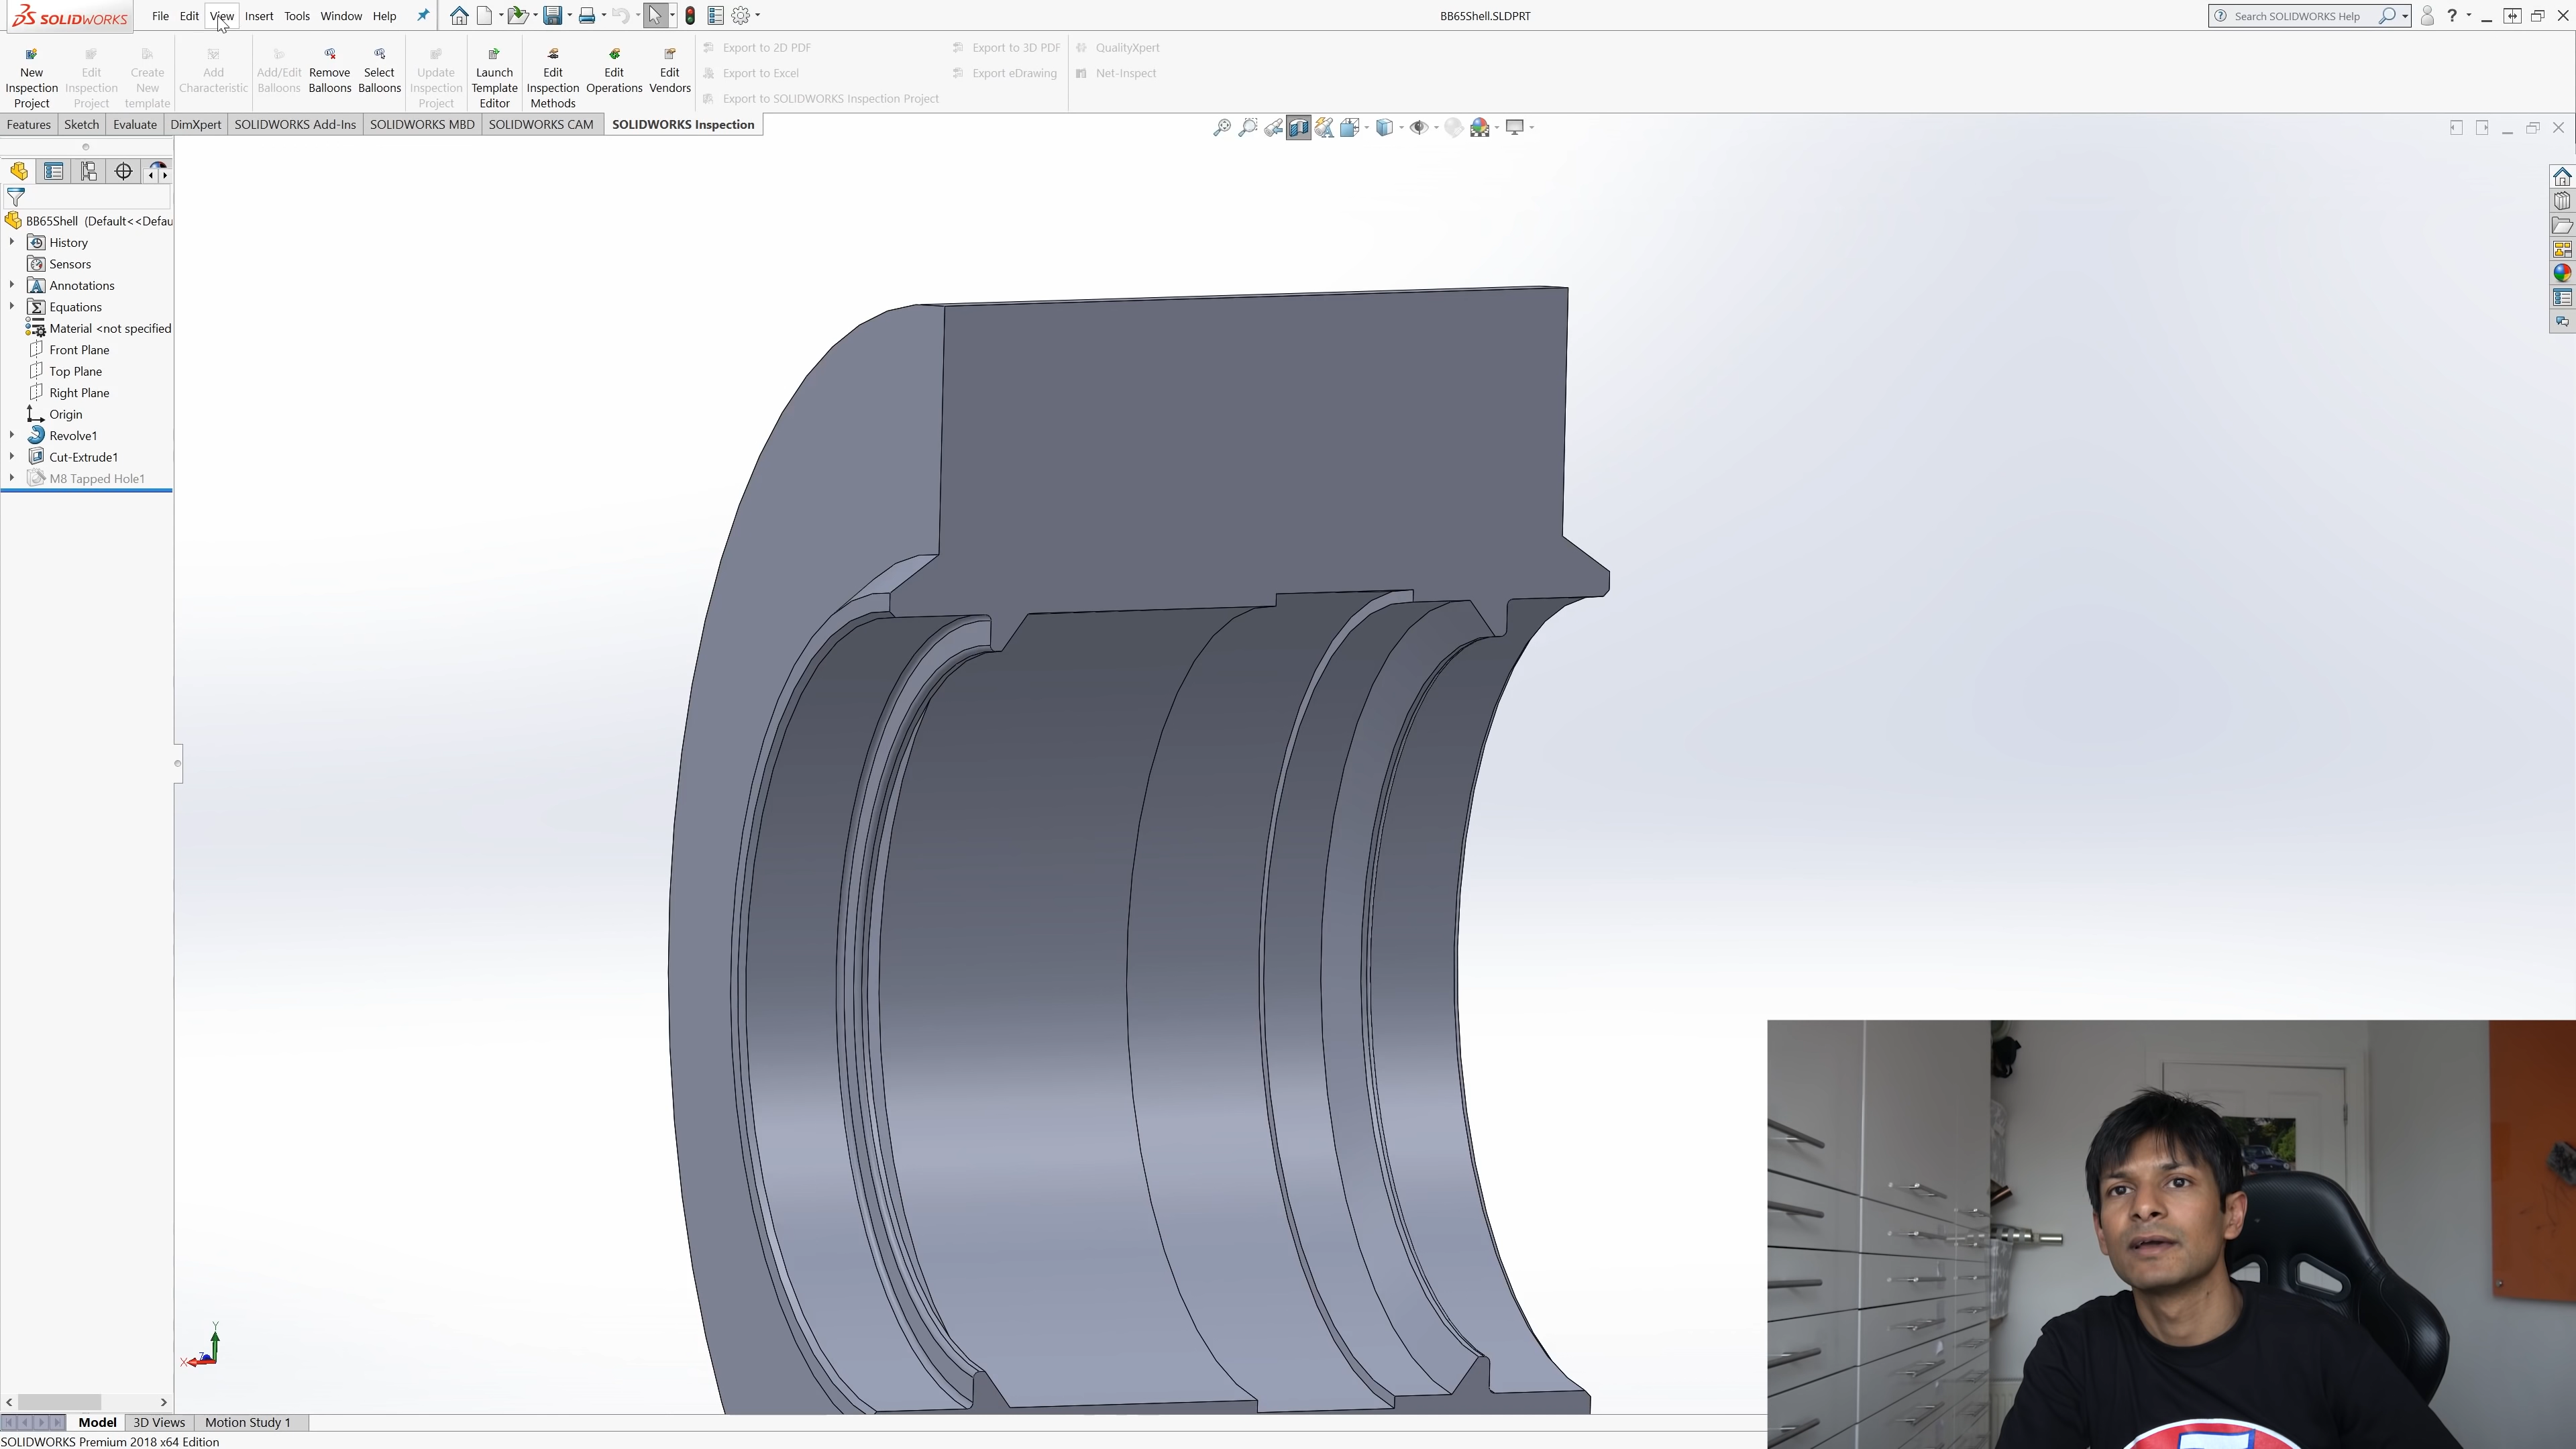 SOLIDWORKS File Edit View Insert Tools Window Help BB65Shell.SLDPRT Search SOLIDWORKS Help
New Inspection Project
Edit Inspection Project
Create New template
Add Characteristic
Add/Edit Balloons
Remove Balloons
Select Balloons
Update Inspection Project
Launch Template Editor
Edit Inspection Methods
Edit Operations
Edit Vendors
Export to 2D PDF
Export to Excel
Export to SOLIDWORKS Inspection Project
Export to 3D PDF
Export eDrawing
QualityXpert
Net-Inspect
Features Sketch Evaluate DimXpert SOLIDWORKS Add-Ins SOLIDWORKS MBD SOLIDWORKS CAM SOLIDWORKS Inspection
BB65Shell (Default<<Defau
History
Sensors
Annotations
Equations
Material <not specified
Front Plane
Top Plane
Right Plane
Origin
Revolve1
Cut-Extrude1
M8 Tapped Hole1
Y
X
Z
Model 3D Views Motion Study 1
SOLIDWORKS Premium 2018 x64 Edition